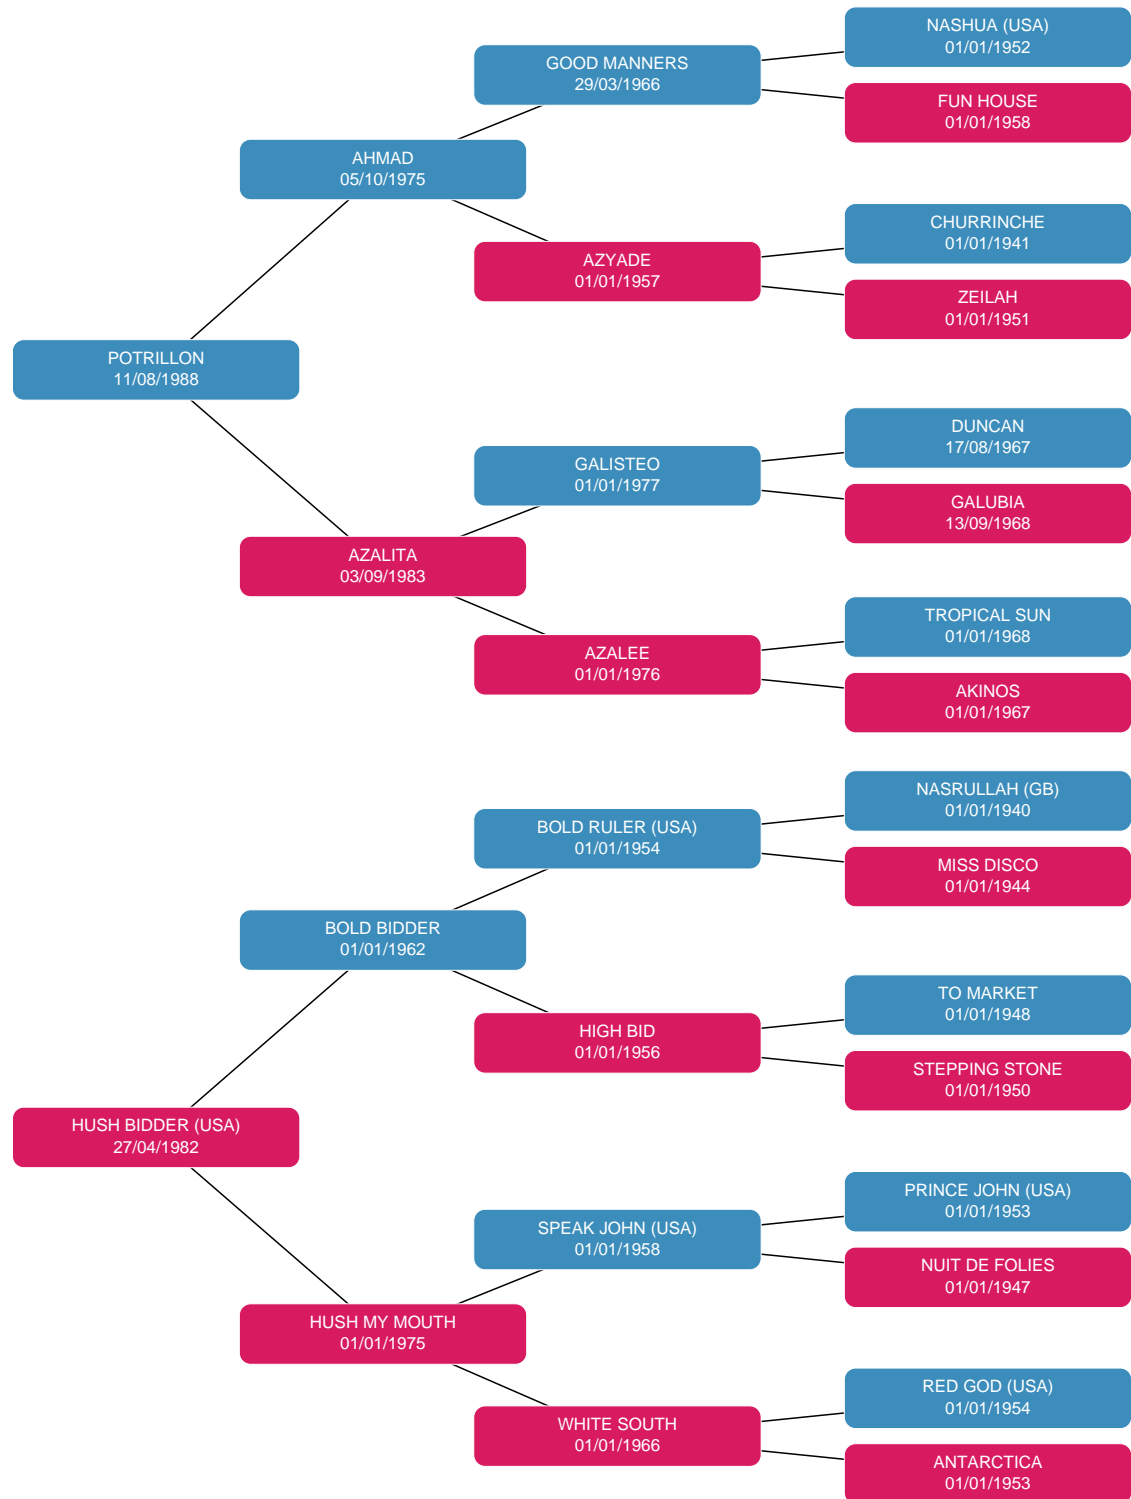 NASHUA (USA)
01/01/1952
GOOD MANNERS
29/03/1966
FUN HOUSE
01/01/1958
AHMAD
05/10/1975
CHURRINCHE
01/01/1941
AZYADE
01/01/1957
ZEILAH
01/01/1951
POTRILLON
11/08/1988
DUNCAN
17/08/1967
GALISTEO
01/01/1977
GALUBIA
13/09/1968
AZALITA
03/09/1983
TROPICAL SUN
01/01/1968
AZALEE
01/01/1976
AKINOS
01/01/1967
NASRULLAH (GB)
01/01/1940
BOLD RULER (USA)
01/01/1954
MISS DISCO
01/01/1944
BOLD BIDDER
01/01/1962
TO MARKET
01/01/1948
HIGH BID
01/01/1956
STEPPING STONE
01/01/1950
HUSH BIDDER (USA)
27/04/1982
PRINCE JOHN (USA)
01/01/1953
SPEAK JOHN (USA)
01/01/1958
NUIT DE FOLIES
01/01/1947
HUSH MY MOUTH
01/01/1975
RED GOD (USA)
01/01/1954
WHITE SOUTH
01/01/1966
ANTARCTICA
01/01/1953